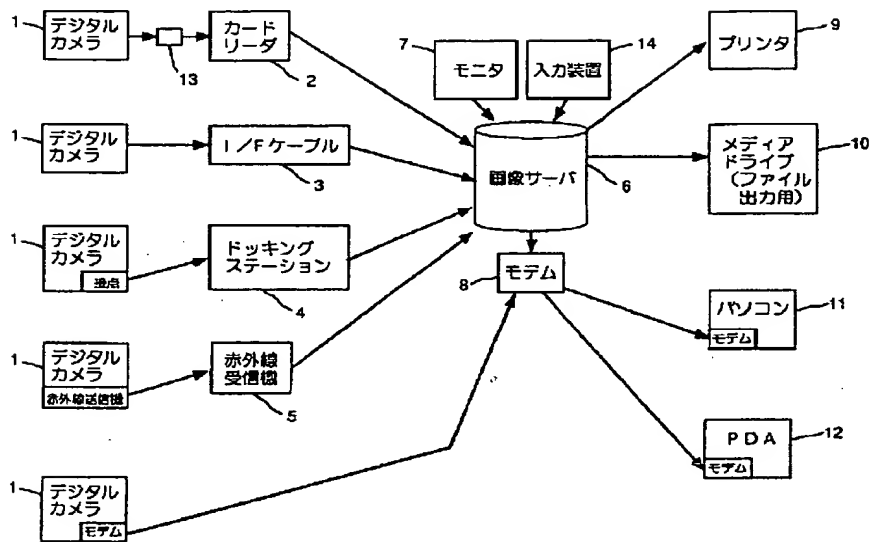 1
デジタル
カメラ
13
カード
リーダ
2
7
モニタ
14
入力装置
プリンタ
9
1
デジタル
カメラ
I/Fケーブル
3
画像サーバ
6
メディア
ドライブ
(ファイル
出力用)
10
1
デジタル
カメラ
接点
ドッキング
ステーション
4
8
モデム
1
デジタル
カメラ
赤外線送信機
赤外線
受信機
5
パソコン
モデム
11
PDA
モデム
12
1
デジタル
カメラ
モデム